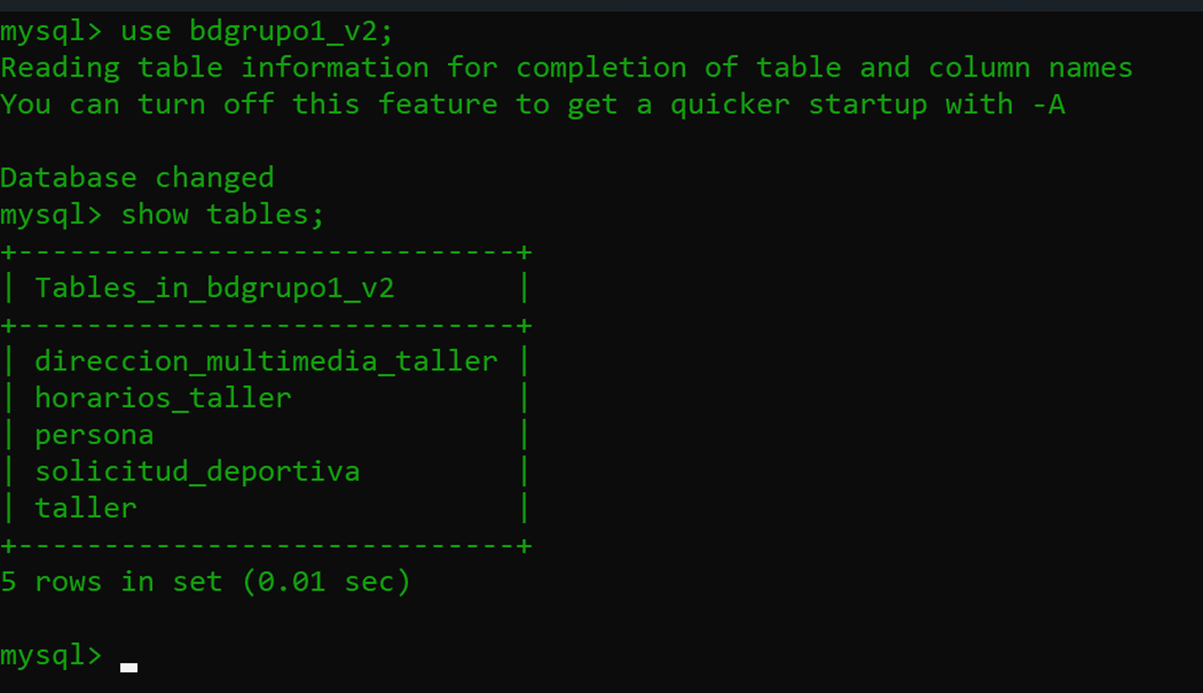 mysql> use bdgrupo1_v2;
Reading table information for completion of table and column names
You can turn off this feature to get a quicker startup with -A
Database changed
mysql> show tables;
+-----------------------------+
| Tables_in_bdgrupo1_v2       |
+-----------------------------+
| direccion_multimedia_taller |
| horarios_taller             |
| persona                     |
| solicitud_deportiva         |
| taller                      |
+-----------------------------+
5 rows in set (0.01 sec)
mysql>